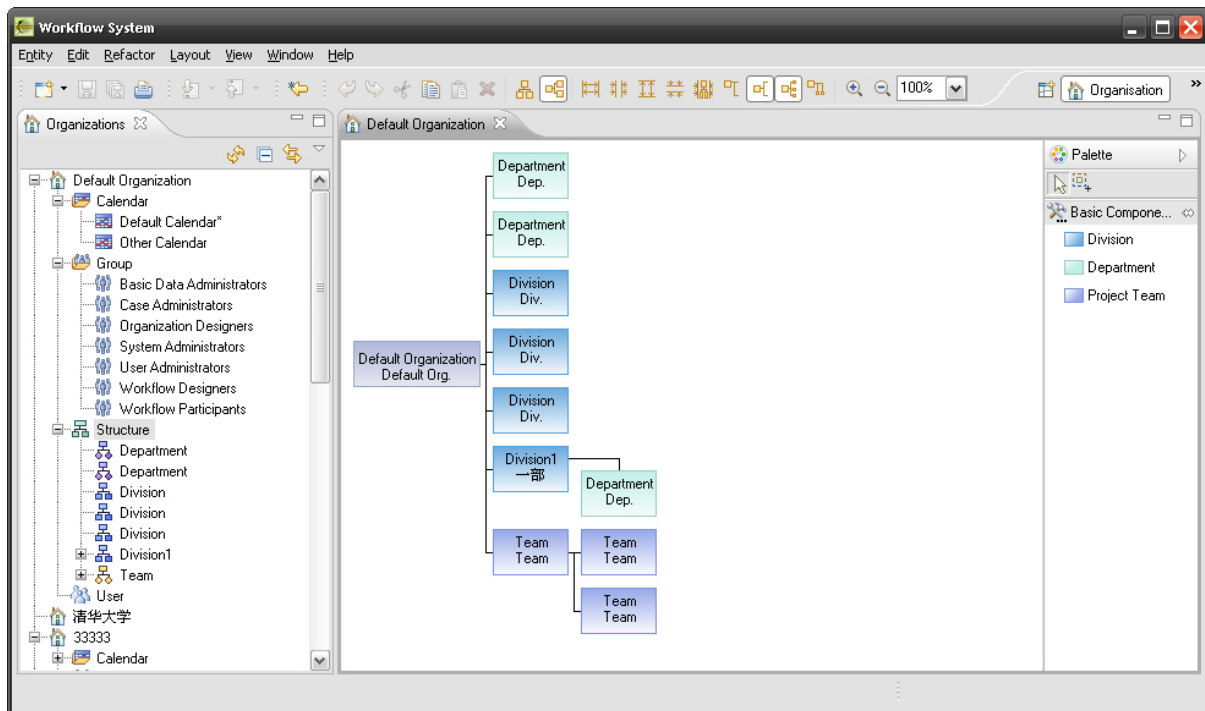 Workflow System
Entity Edit Refactor Layout View Window Help
100%
Organisation
Organizations
Default Organization
Default Organization
Calendar
Default Calendar*
Other Calendar
Group
Basic Data Administrators
Case Administrators
Organization Designers
System Administrators
User Administrators
Workflow Designers
Workflow Participants
Structure
Department
Department
Division
Division
Division
Division1
Team
User
清华大学
33333
Calendar
Default Organization
Default Org.
Department
Dep.
Department
Dep.
Division
Div.
Division
Div.
Division
Div.
Division1
一部
Department
Dep.
Team
Team
Team
Team
Team
Team
Palette
Basic Compone...
Division
Department
Project Team